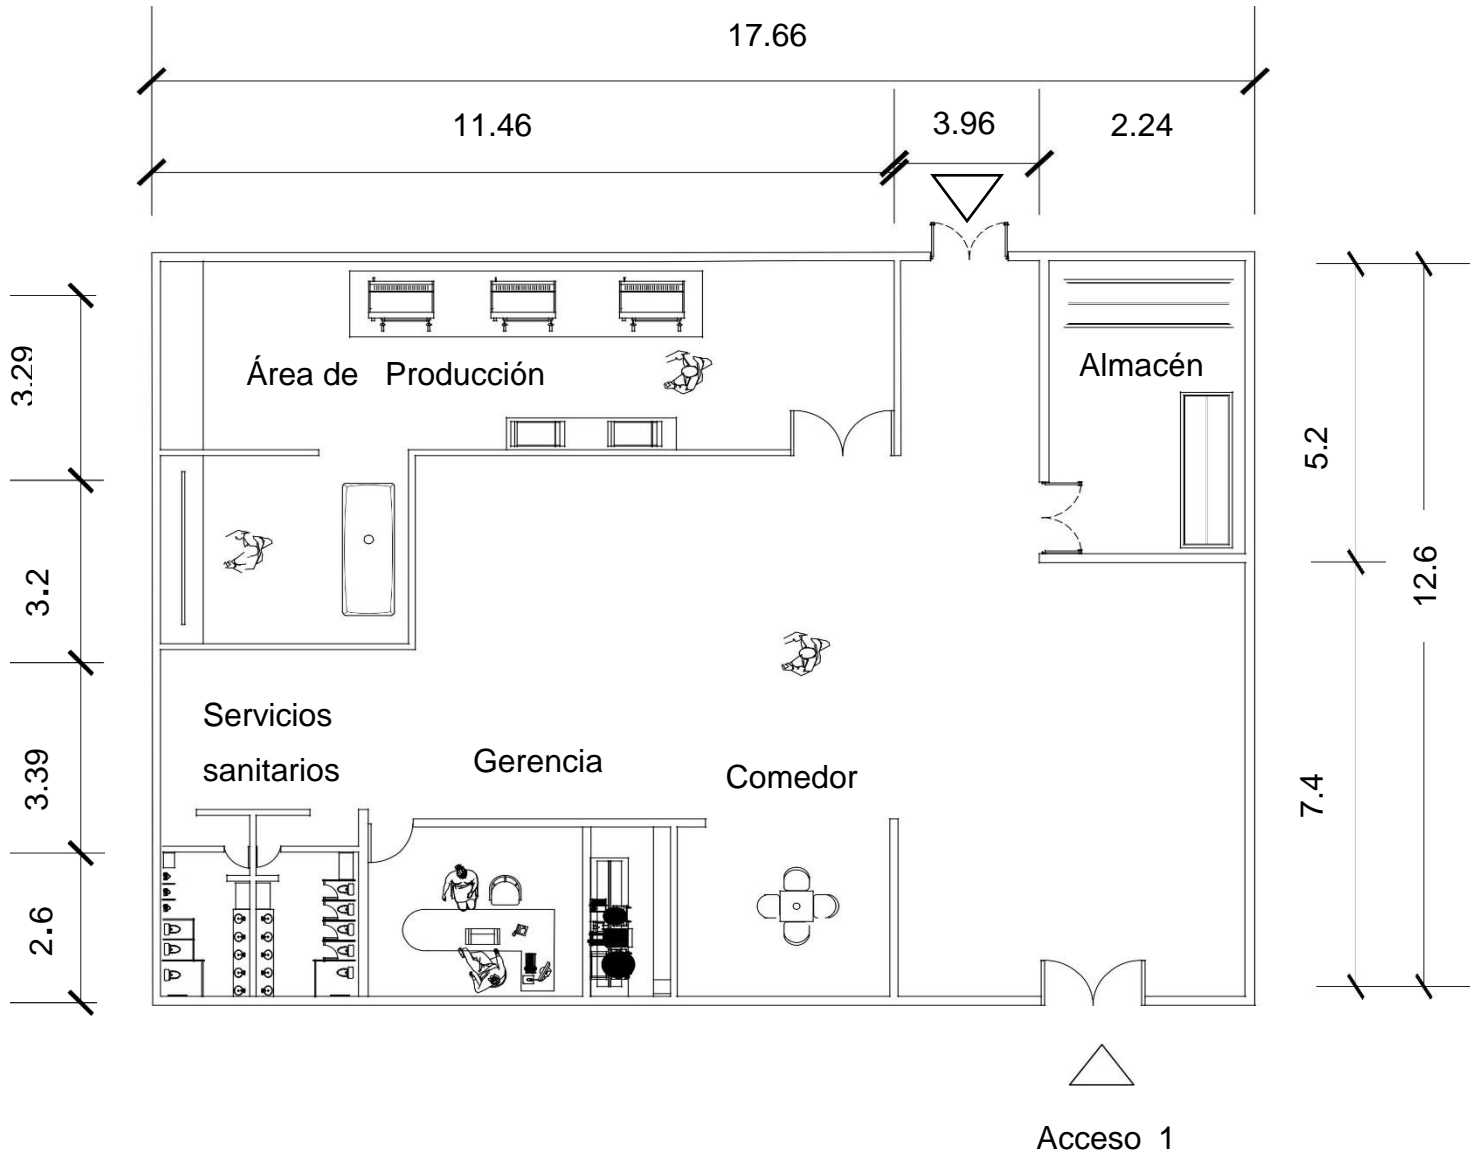 17.66
11.46
3.96
2.24
3.29
Área de Producción
Almacén
5.2
12.6
3.2
Servicios
sanitarios
Gerencia
Comedor
3.39
7.4
2.6
Acceso 1